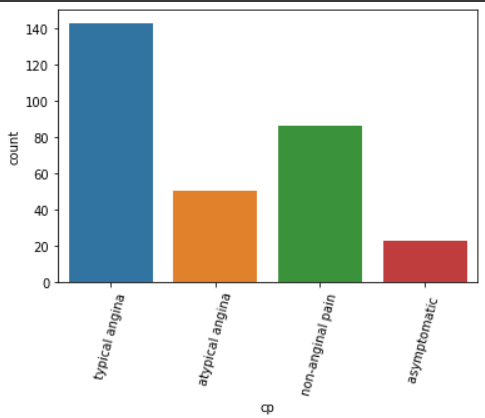 140
120
100
80
60
40
20
0
count
typical angina
atypical angina
non-anginal pain
asymptomatic
cp